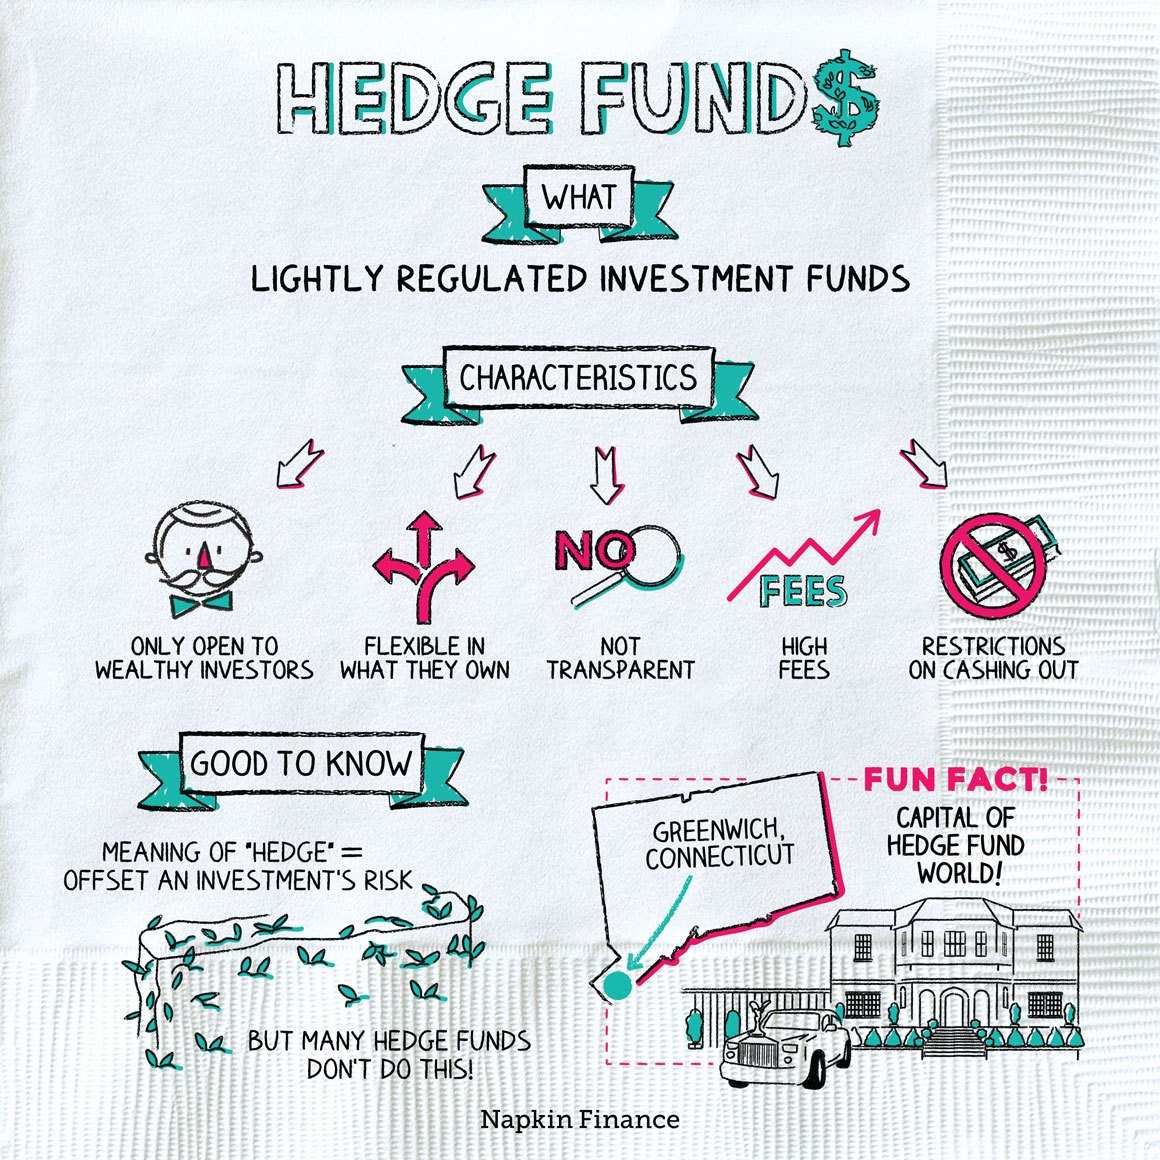 HEDGE FUND$
WHAT
LIGHTLY REGULATED INVESTMENT FUNDS
CHARACTERISTICS
ONLY OPEN TO
WEALTHY INVESTORS
FLEXIBLE IN
WHAT THEY OWN
NO
NOT
TRANSPARENT
FEES
HIGH
FEES
$
RESTRICTIONS
ON CASHING OUT
GOOD TO KNOW
MEANING OF "HEDGE" =
OFFSET AN INVESTMENT'S RISK
BUT MANY HEDGE FUNDS
DON'T DO THIS!
FUN FACT!
GREENWICH,
CONNECTICUT
CAPITAL OF
HEDGE FUND
WORLD!
Napkin Finance